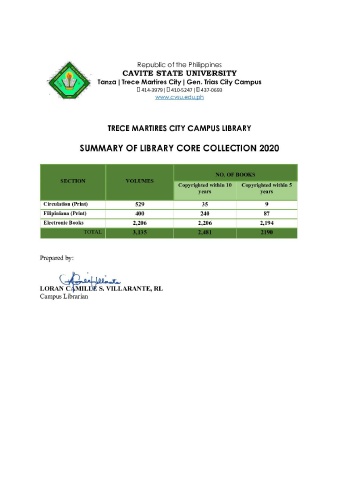 Republic of the Philippines
CAVITE STATE UNIVERSITY
Tanza | Trece Martires City | Gen. Trias City Campus
414-3979 | 410-5247 | 437-0693
www.cvsu.edu.ph
TRECE MARTIRES CITY CAMPUS LIBRARY
SUMMARY OF LIBRARY CORE COLLECTION 2020
SECTION VOLUMES NO. OF BOOKS
Copyrighted within 10 years Copyrighted within 5 years
Circulation (Print) 529 35 9
Filipiniana (Print) 400 240 87
Electronic Books 2,206 2,206 2,194
TOTAL 3,135 2,481 2190
Prepared by:
LORAN CAMILLE S. VILLARANTE, RL
Campus Librarian